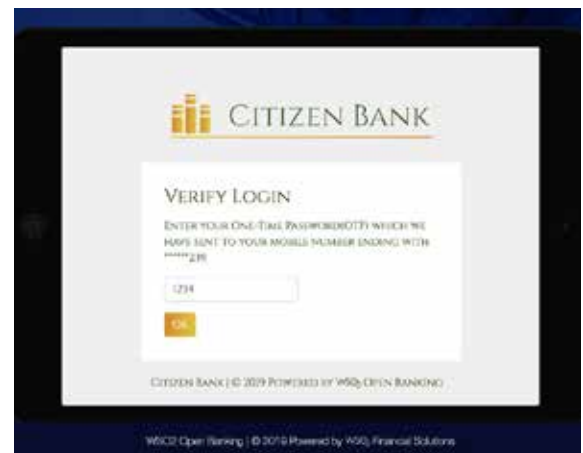 CITIZEN BANK
VERIFY LOGIN
ENTER YOUR ONE-TIME PASSWORD(OTP) WHICH WE
HAVE SENT TO YOUR MOBILE NUMBER ENDING WITH
1234
OK
CITIZEN BANK | © 2019 POWERED BY WSO2 OPEN BANKING
WSO2 Open Banking | © 2019 Powered by WSO2 Financial Solutions